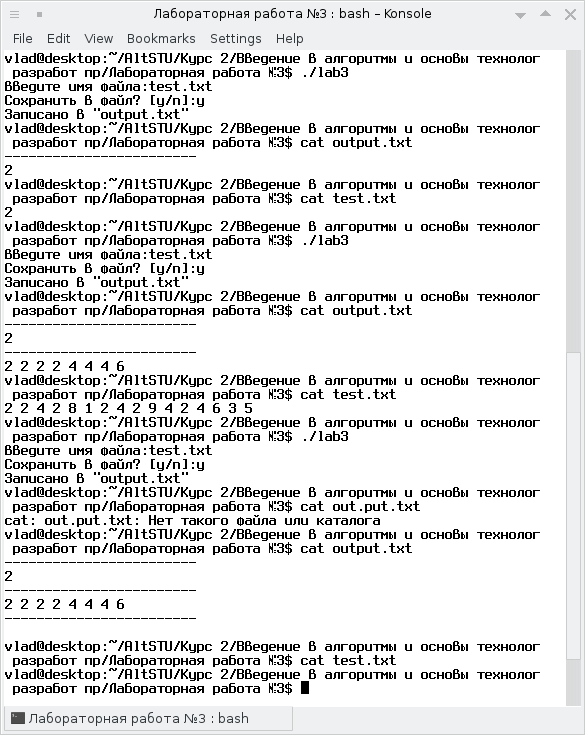 Лабораторная работа №3 : bash – Konsole
File Edit View Bookmarks Settings Help
vlad@desktop:~/AltSTU/Курс 2/Введение в алгоритмы и основы технолог
разработ пр/Лабораторная работа №3$ ./lab3
Введите имя файла:test.txt
Сохранить в файл? [y/n]:y
Записано в "output.txt"
vlad@desktop:~/AltSTU/Курс 2/Введение в алгоритмы и основы технолог
разработ пр/Лабораторная работа №3$ cat output.txt
------------------------
2
vlad@desktop:~/AltSTU/Курс 2/Введение в алгоритмы и основы технолог
разработ пр/Лабораторная работа №3$ cat test.txt
2
vlad@desktop:~/AltSTU/Курс 2/Введение в алгоритмы и основы технолог
разработ пр/Лабораторная работа №3$ ./lab3
Введите имя файла:test.txt
Сохранить в файл? [y/n]:y
Записано в "output.txt"
vlad@desktop:~/AltSTU/Курс 2/Введение в алгоритмы и основы технолог
разработ пр/Лабораторная работа №3$ cat output.txt
------------------------
2
------------------------
2 2 2 2 4 4 4 6
vlad@desktop:~/AltSTU/Курс 2/Введение в алгоритмы и основы технолог
разработ пр/Лабораторная работа №3$ cat test.txt
2 2 4 2 8 1 2 4 2 9 4 2 4 6 3 5
vlad@desktop:~/AltSTU/Курс 2/Введение в алгоритмы и основы технолог
разработ пр/Лабораторная работа №3$ ./lab3
Введите имя файла:test.txt
Сохранить в файл? [y/n]:y
Записано в "output.txt"
vlad@desktop:~/AltSTU/Курс 2/Введение в алгоритмы и основы технолог
разработ пр/Лабораторная работа №3$ cat out.put.txt
cat: out.put.txt: Нет такого файла или каталога
vlad@desktop:~/AltSTU/Курс 2/Введение в алгоритмы и основы технолог
разработ пр/Лабораторная работа №3$ cat output.txt
------------------------
2
------------------------
2 2 2 2 4 4 4 6
------------------------
vlad@desktop:~/AltSTU/Курс 2/Введение в алгоритмы и основы технолог
разработ пр/Лабораторная работа №3$ cat test.txt
vlad@desktop:~/AltSTU/Курс 2/Введение в алгоритмы и основы технолог
разработ пр/Лабораторная работа №3$
Лабораторная работа №3 : bash